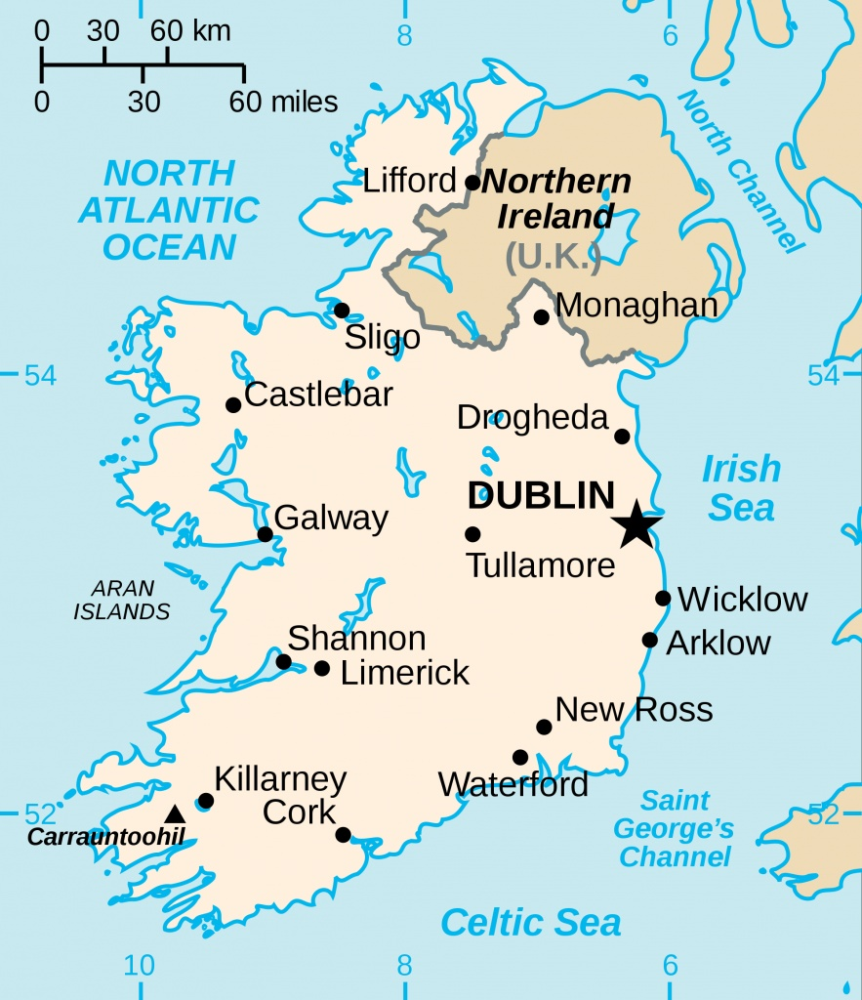 0 30 60 km
0 30 60 miles
8
6
North Channel
NORTH
ATLANTIC
OCEAN
Lifford
Northern
Ireland
(U.K.)
Monaghan
Sligo
54
54
Castlebar
Drogheda
Irish
Sea
DUBLIN
Galway
Tullamore
ARAN
ISLANDS
Wicklow
Shannon
Arklow
Limerick
New Ross
Killarney
Waterford
Cork
52
Carrauntoohil
Saint
George’s
Channel
52
Celtic Sea
10
8
6